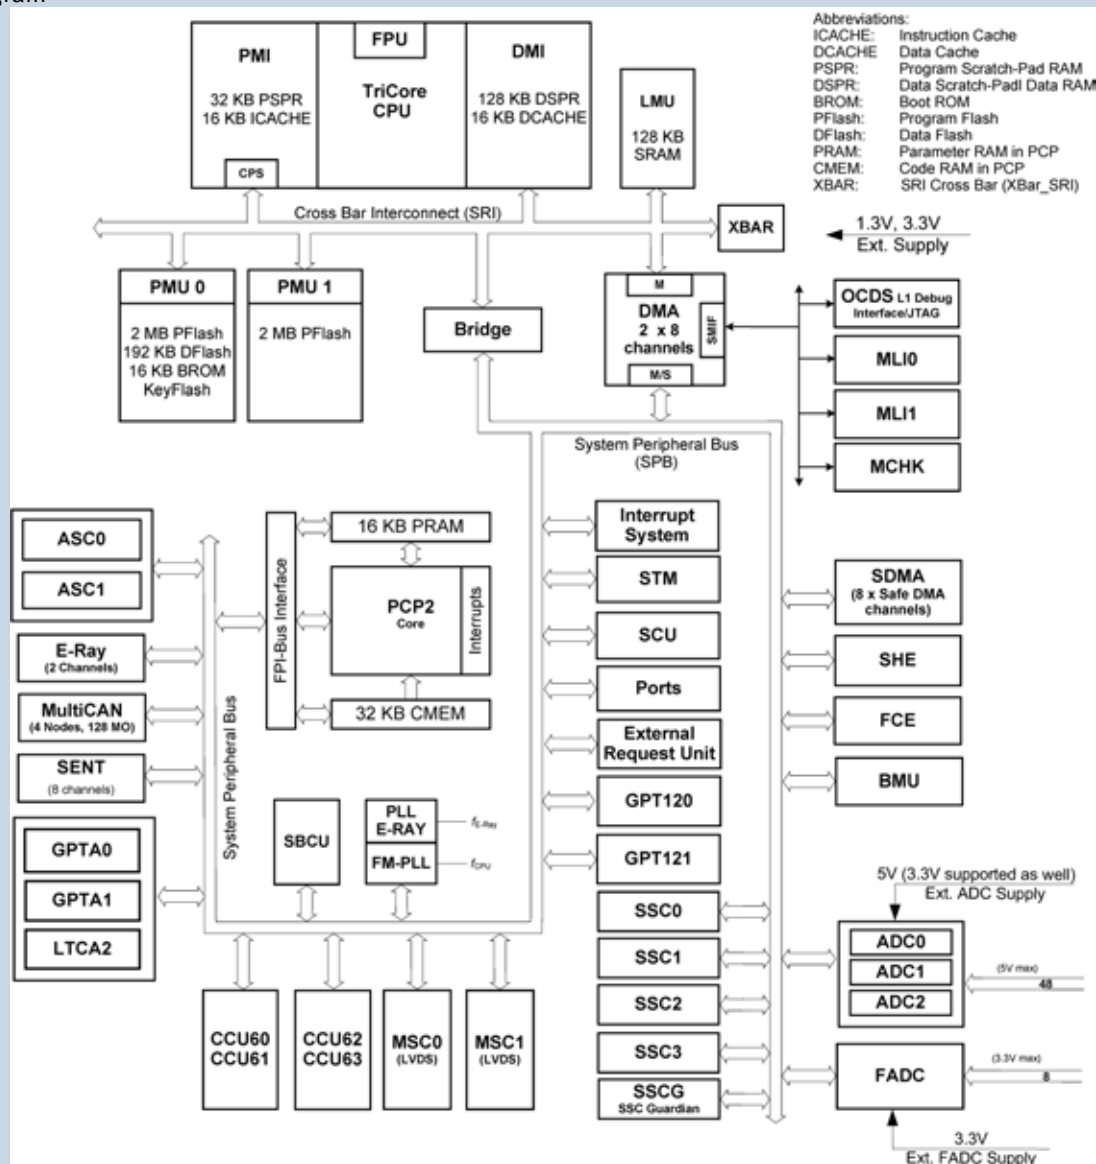 Abbreviations:
ICACHE: Instruction Cache
DCACHE Data Cache
PSPR: Program Scratch-Pad RAM
DSPR: Data Scratch-Padl Data RAM
BROM: Boot ROM
PFlash: Program Flash
DFlash: Data Flash
PRAM: Parameter RAM in PCP
CMEM: Code RAM in PCP
XBAR: SRI Cross Bar (XBar_SRI)
PMI
32 KB PSPR
16 KB ICACHE
CPS
FPU
TriCore
CPU
DMI
128 KB DSPR
16 KB DCACHE
LMU
128 KB
SRAM
Cross Bar Interconnect (SRI)
XBAR
1.3V, 3.3V
Ext. Supply
PMU 0
2 MB PFlash
192 KB DFlash
16 KB BROM
KeyFlash
PMU 1
2 MB PFlash
Bridge
M
DMA
2 x 8
channels
SMIF
M/S
OCDS L1 Debug
Interface/JTAG
MLI0
MLI1
MCHK
System Peripheral Bus
(SPB)
ASC0
ASC1
E-Ray
(2 Channels)
MultiCAN
(4 Nodes, 128 MO)
SENT
(8 channels)
GPTA0
GPTA1
LTCA2
System Peripheral Bus
FPI-Bus Interface
16 KB PRAM
PCP2
Core
Interrupts
32 KB CMEM
SBCU
PLL
E-RAY
fE-Ray
FM-PLL
fCPU
CCU60
CCU61
CCU62
CCU63
MSC0
(LVDS)
MSC1
(LVDS)
Interrupt
System
STM
SCU
Ports
External
Request Unit
GPT120
GPT121
SSC0
SSC1
SSC2
SSC3
SSCG
SSC Guardian
SDMA
(8 x Safe DMA
channels)
SHE
FCE
BMU
5V (3.3V supported as well)
Ext. ADC Supply
ADC0
ADC1
ADC2
(5V max)
48
FADC
(3.3V max)
8
3.3V
Ext. FADC Supply